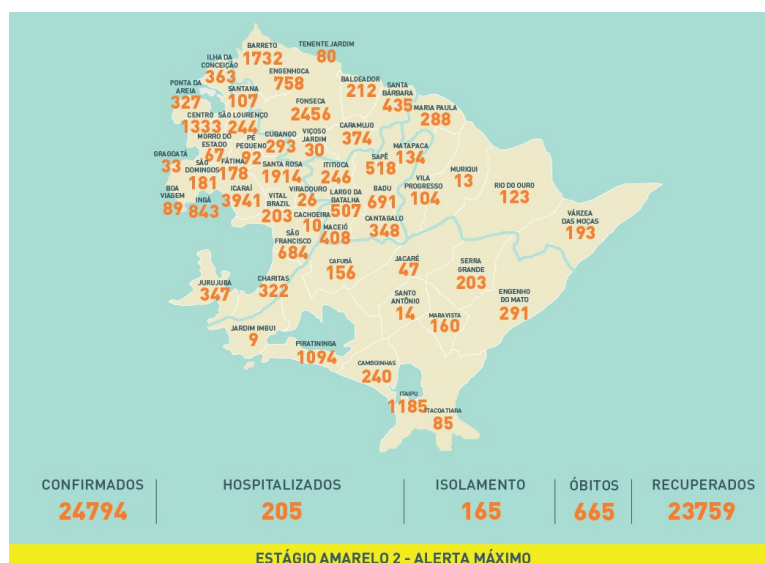 BARRETO
1732
TENENTE JARDIM
80
ILHA DA
CONCEIÇÃO
363
ENGENHOCA
758
BALDEADOR
212
SANTA
BÁRBARA
435
PONTA DA
AREIA
327
SANTANA
107
FONSECA
2456
MARIA PAULA
288
CENTRO
1333
SÃO LOURENÇO
244
CARAMUJO
374
MORRO DO
ESTADO
67
PÉ
PEQUENO
92
CUBANGO
293
VIÇOSO
JARDIM
30
MATAPACA
134
GRAGOATÁ
33
SÃO
DOMINGOS
181
FÁTIMA
178
SANTA ROSA
1914
ITITIOCA
246
SAPÊ
518
MURIQUI
13
BOA
VIAGEM
89
INGÁ
843
ICARAÍ
3941
VITAL
BRAZIL
203
VIRADOURO
26
LARGO DA
BATALHA
507
BADU
691
VILA
PROGRESSO
104
RIO DO OURO
123
CACHOEIRA
10
MACEIÓ
408
CANTAGALO
348
VÁRZEA
DAS MOÇAS
193
SÃO
FRANCISCO
684
CAFUBÁ
156
JACARÉ
47
SERRA
GRANDE
203
JURUJUBA
347
CHARITAS
322
SANTO
ANTÔNIO
14
MARAVISTA
160
ENGENHO
DO MATO
291
JARDIM IMBUI
9
PIRATININGA
1094
CAMBOINHAS
240
ITAIPU
1185
ITACOATIARA
85
CONFIRMADOS
24794
HOSPITALIZADOS
205
ISOLAMENTO
165
ÓBITOS
665
RECUPERADOS
23759
ESTÁGIO AMARELO 2 - ALERTA MÁXIMO